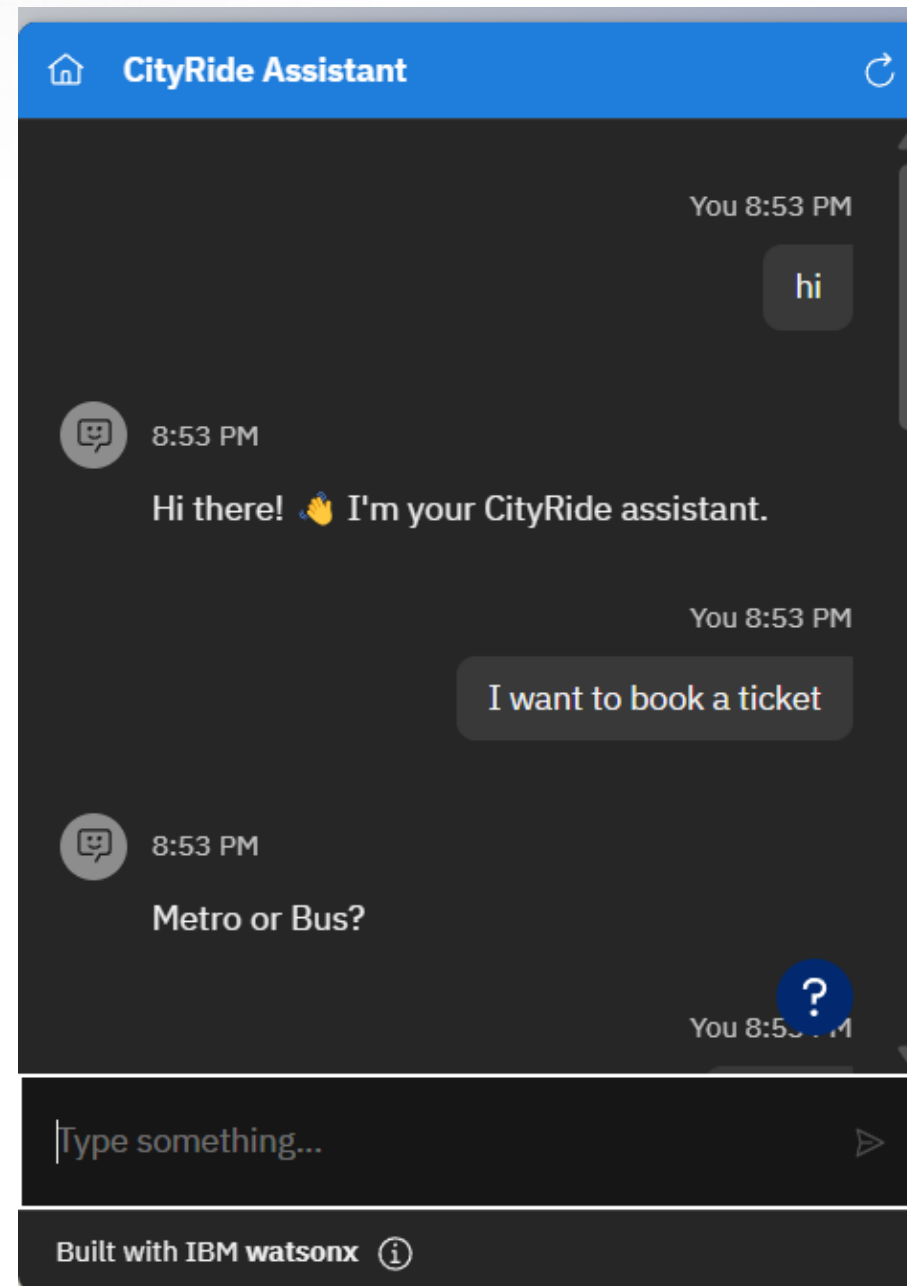 CityRide Assistant
You 8:53 PM
hi
8:53 PM
Hi there! 👋 I'm your CityRide assistant.
You 8:53 PM
I want to book a ticket
8:53 PM
Metro or Bus?
?
You
Type something...
Built with IBM watsonx